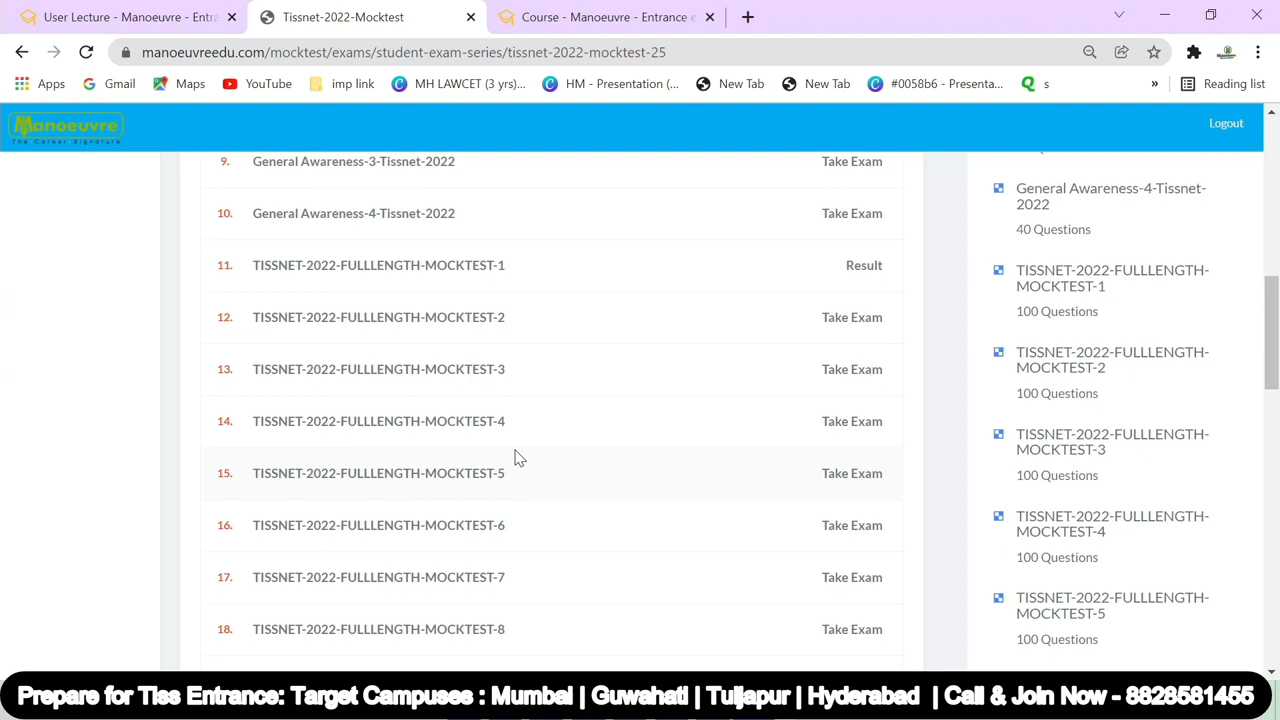 User Lecture - Manoeuvre - Entra
Tissnet-2022-Mocktest
Course - Manoeuvre - Entrance e
manoeuvreedu.com/mocktest/exams/student-exam-series/tissnet-2022-mocktest-25
Apps
Gmail
Maps
YouTube
imp link
MH LAWCET (3 yrs)...
HM - Presentation (...
New Tab
New Tab
#0058b6 - Presenta...
s
»
Reading list
Manoeuvre
The Career Signature
Logout
9. General Awareness-3-Tissnet-2022 Take Exam
10. General Awareness-4-Tissnet-2022 Take Exam
11. TISSNET-2022-FULLLENGTH-MOCKTEST-1 Result
12. TISSNET-2022-FULLLENGTH-MOCKTEST-2 Take Exam
13. TISSNET-2022-FULLLENGTH-MOCKTEST-3 Take Exam
14. TISSNET-2022-FULLLENGTH-MOCKTEST-4 Take Exam
15. TISSNET-2022-FULLLENGTH-MOCKTEST-5 Take Exam
16. TISSNET-2022-FULLLENGTH-MOCKTEST-6 Take Exam
17. TISSNET-2022-FULLLENGTH-MOCKTEST-7 Take Exam
18. TISSNET-2022-FULLLENGTH-MOCKTEST-8 Take Exam
General Awareness-4-Tissnet-
2022
40 Questions
TISSNET-2022-FULLLENGTH-
MOCKTEST-1
100 Questions
TISSNET-2022-FULLLENGTH-
MOCKTEST-2
100 Questions
TISSNET-2022-FULLLENGTH-
MOCKTEST-3
100 Questions
TISSNET-2022-FULLLENGTH-
MOCKTEST-4
100 Questions
TISSNET-2022-FULLLENGTH-
MOCKTEST-5
100 Questions
Prepare for Tiss Entrance: Target Campuses : Mumbai | Guwahati | Tuljapur | Hyderabad | Call & Join Now - 8828581455